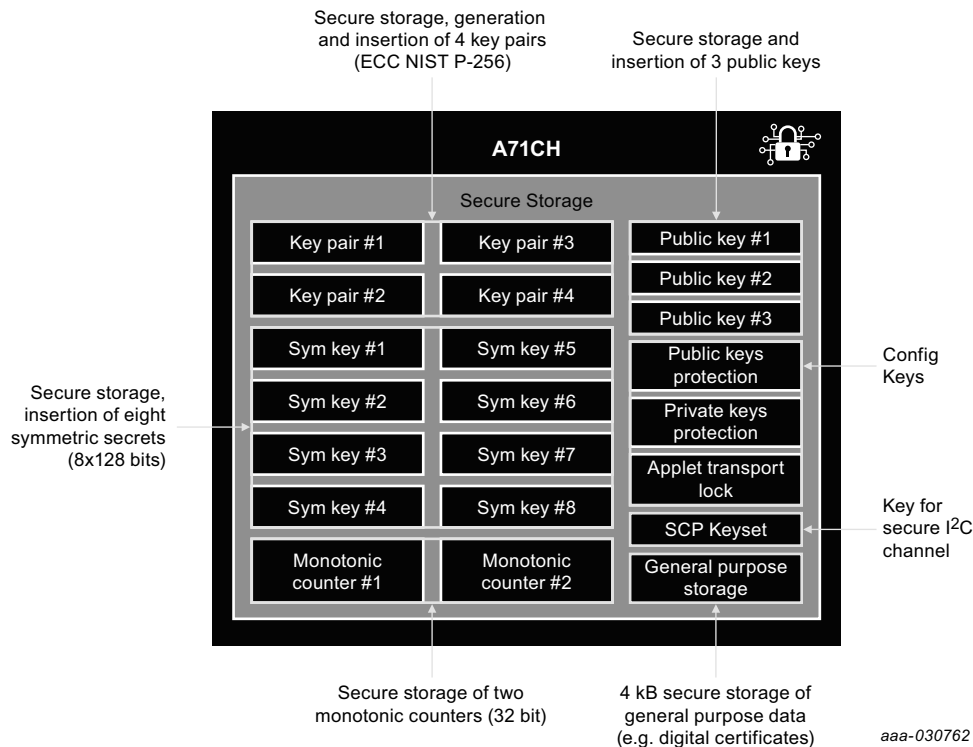 Secure storage, generation
and insertion of 4 key pairs
(ECC NIST P-256)
Secure storage and
insertion of 3 public keys
A71CH
Secure Storage
Key pair #1
Key pair #3
Key pair #2
Key pair #4
Sym key #1
Sym key #5
Sym key #2
Sym key #6
Sym key #3
Sym key #7
Sym key #4
Sym key #8
Monotonic
counter #1
Monotonic
counter #2
Public key #1
Public key #2
Public key #3
Public keys
protection
Private keys
protection
Applet transport
lock
SCP Keyset
General purpose
storage
Secure storage,
insertion of eight
symmetric secrets
(8x128 bits)
Config
Keys
Key for
secure I²C
channel
Secure storage of two
monotonic counters (32 bit)
4 kB secure storage of
general purpose data
(e.g. digital certificates)
aaa-030762